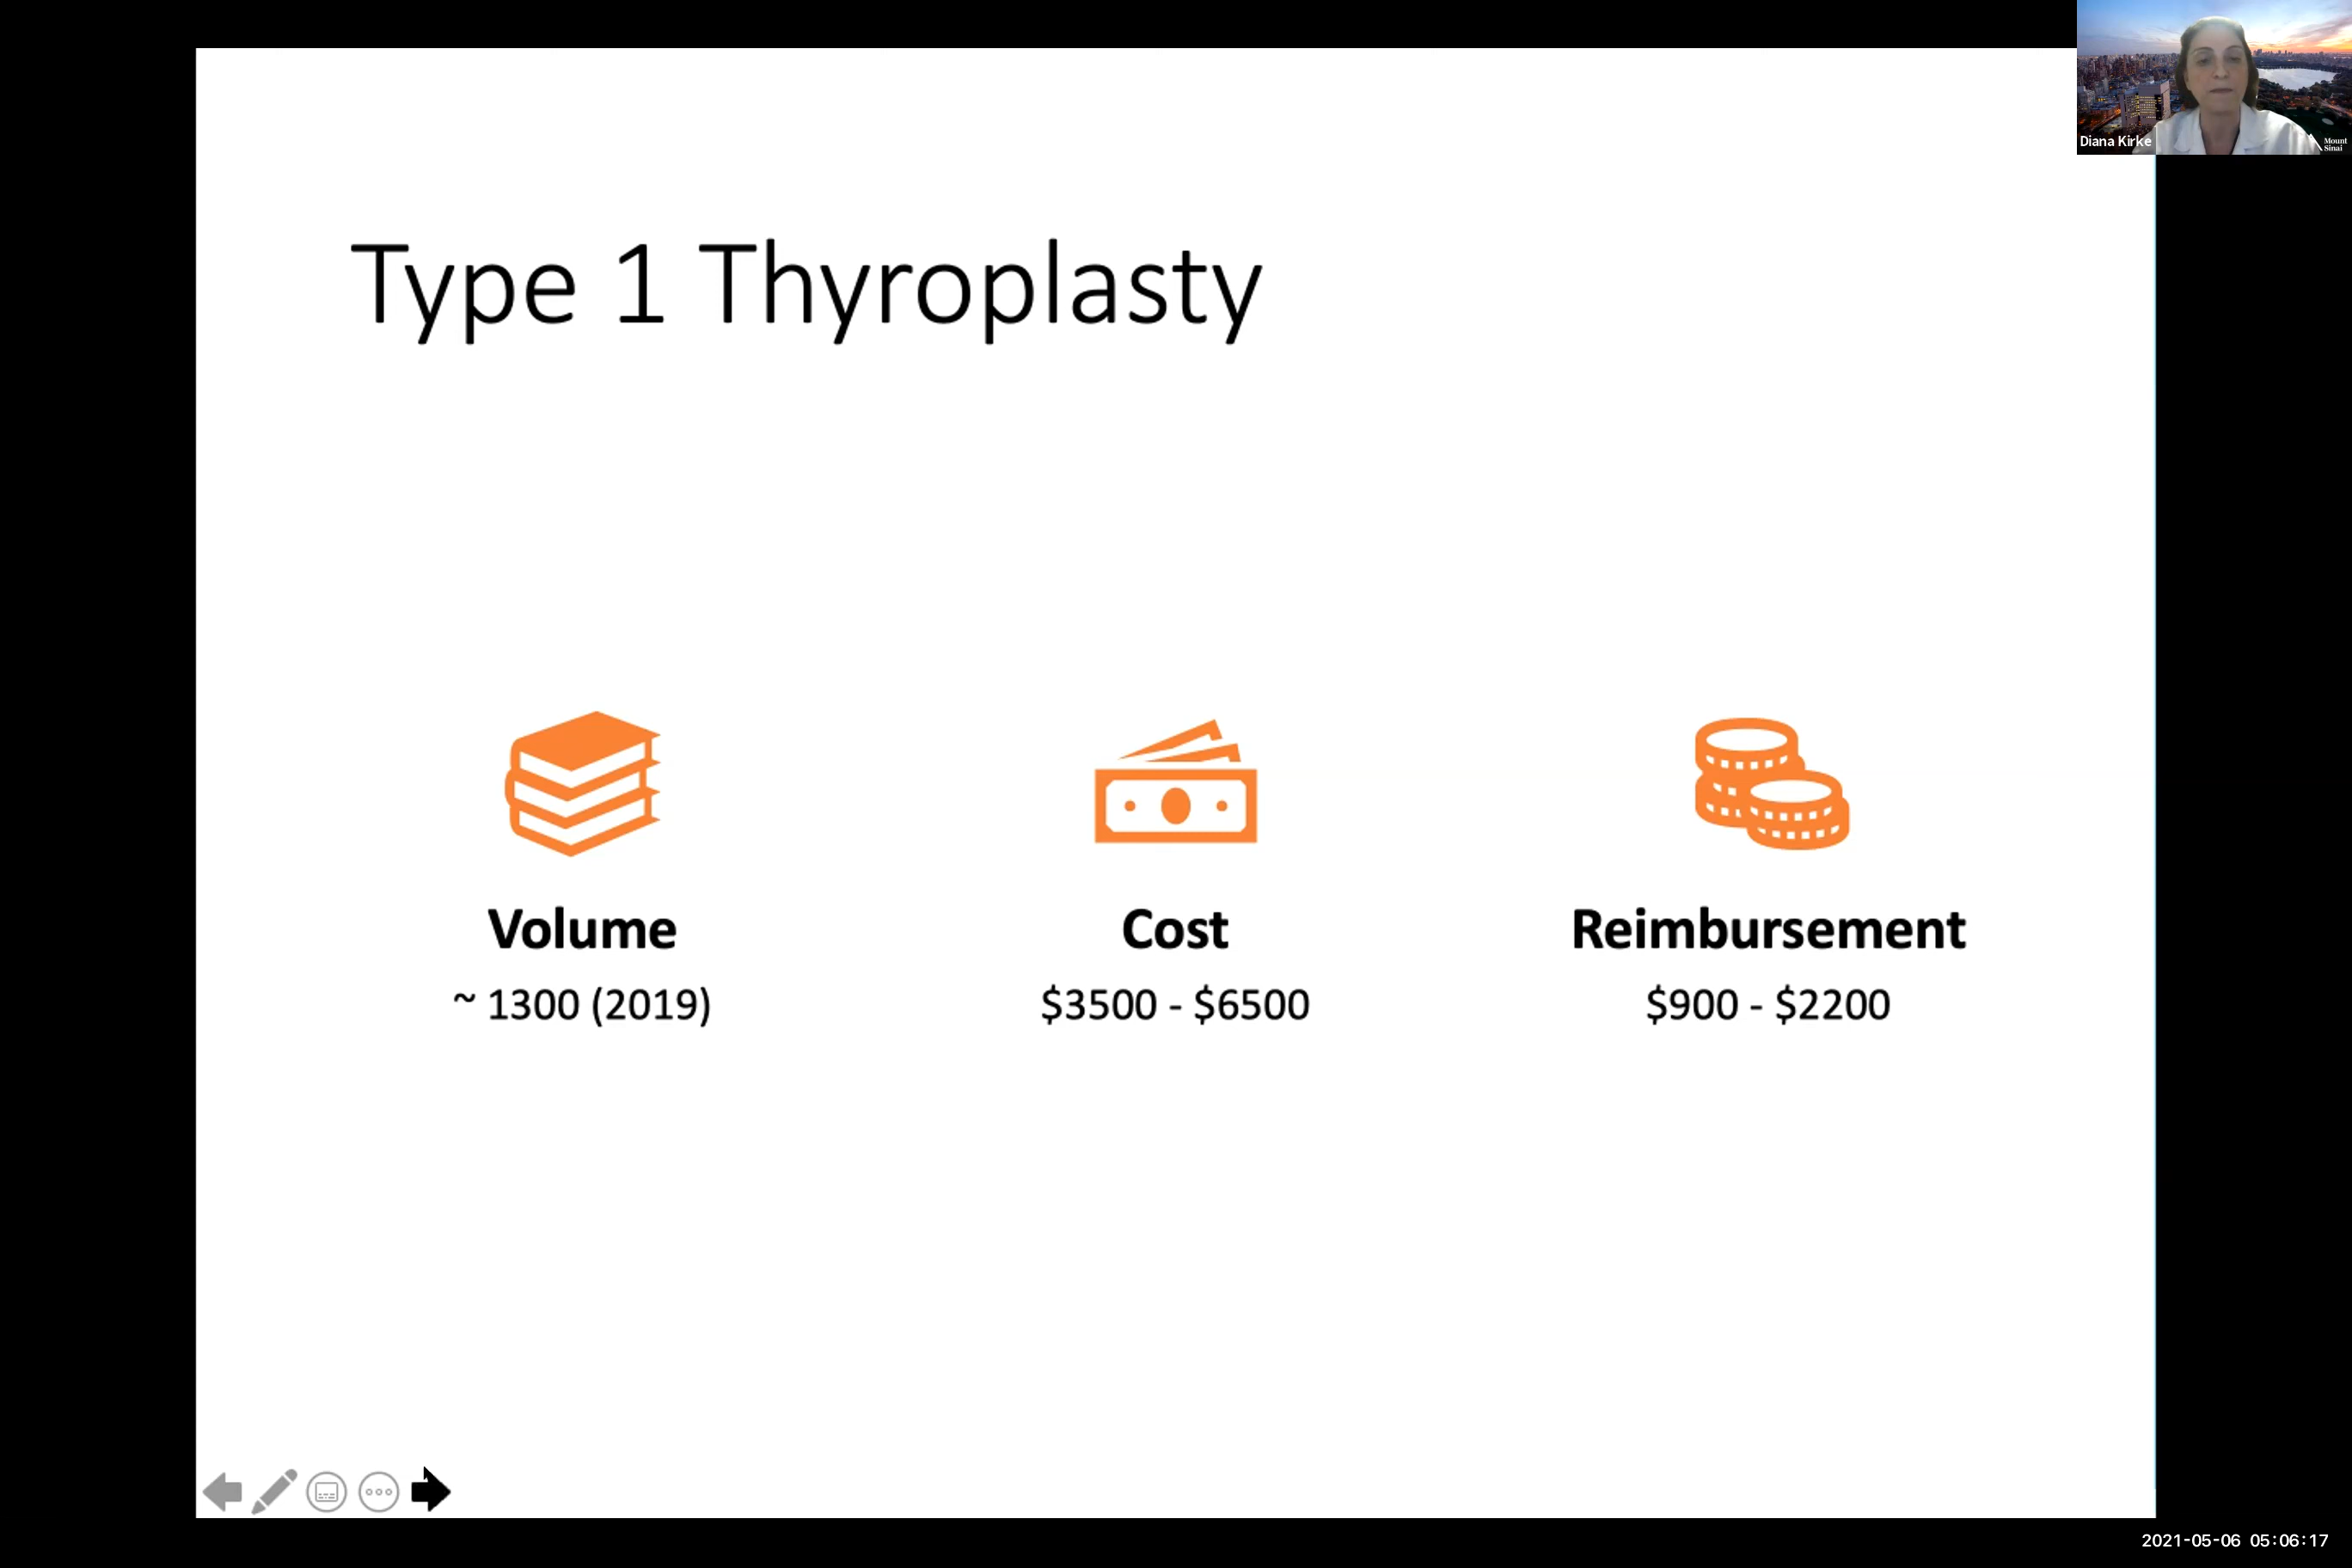 Type 1 Thyroplasty
Volume
~ 1300 (2019)
Cost
$3500 - $6500
Reimbursement
$900 - $2200
Diana Kirke
Mount
Sinai
2021-05-06 05:06:17